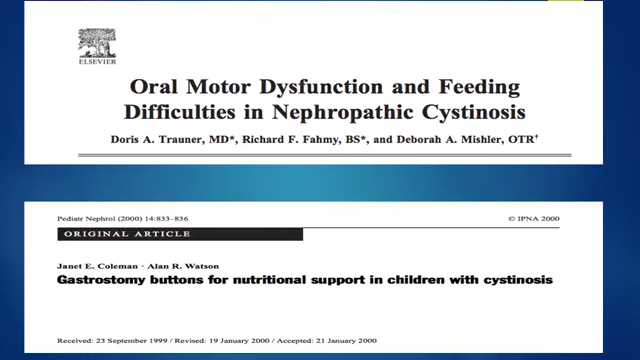 ELSEVIER
Oral Motor Dysfunction and Feeding
Difficulties in Nephropathic Cystinosis
Doris A. Trauner, MD*, Richard F. Fahmy, BS*, and Deborah A. Mishler, OTR†
Pediatr Nephrol (2000) 14:833–836 © IPNA 2000
ORIGINAL ARTICLE
Janet E. Coleman · Alan R. Watson
Gastrostomy buttons for nutritional support in children with cystinosis
Received: 23 September 1999 / Revised: 19 January 2000 / Accepted: 21 January 2000